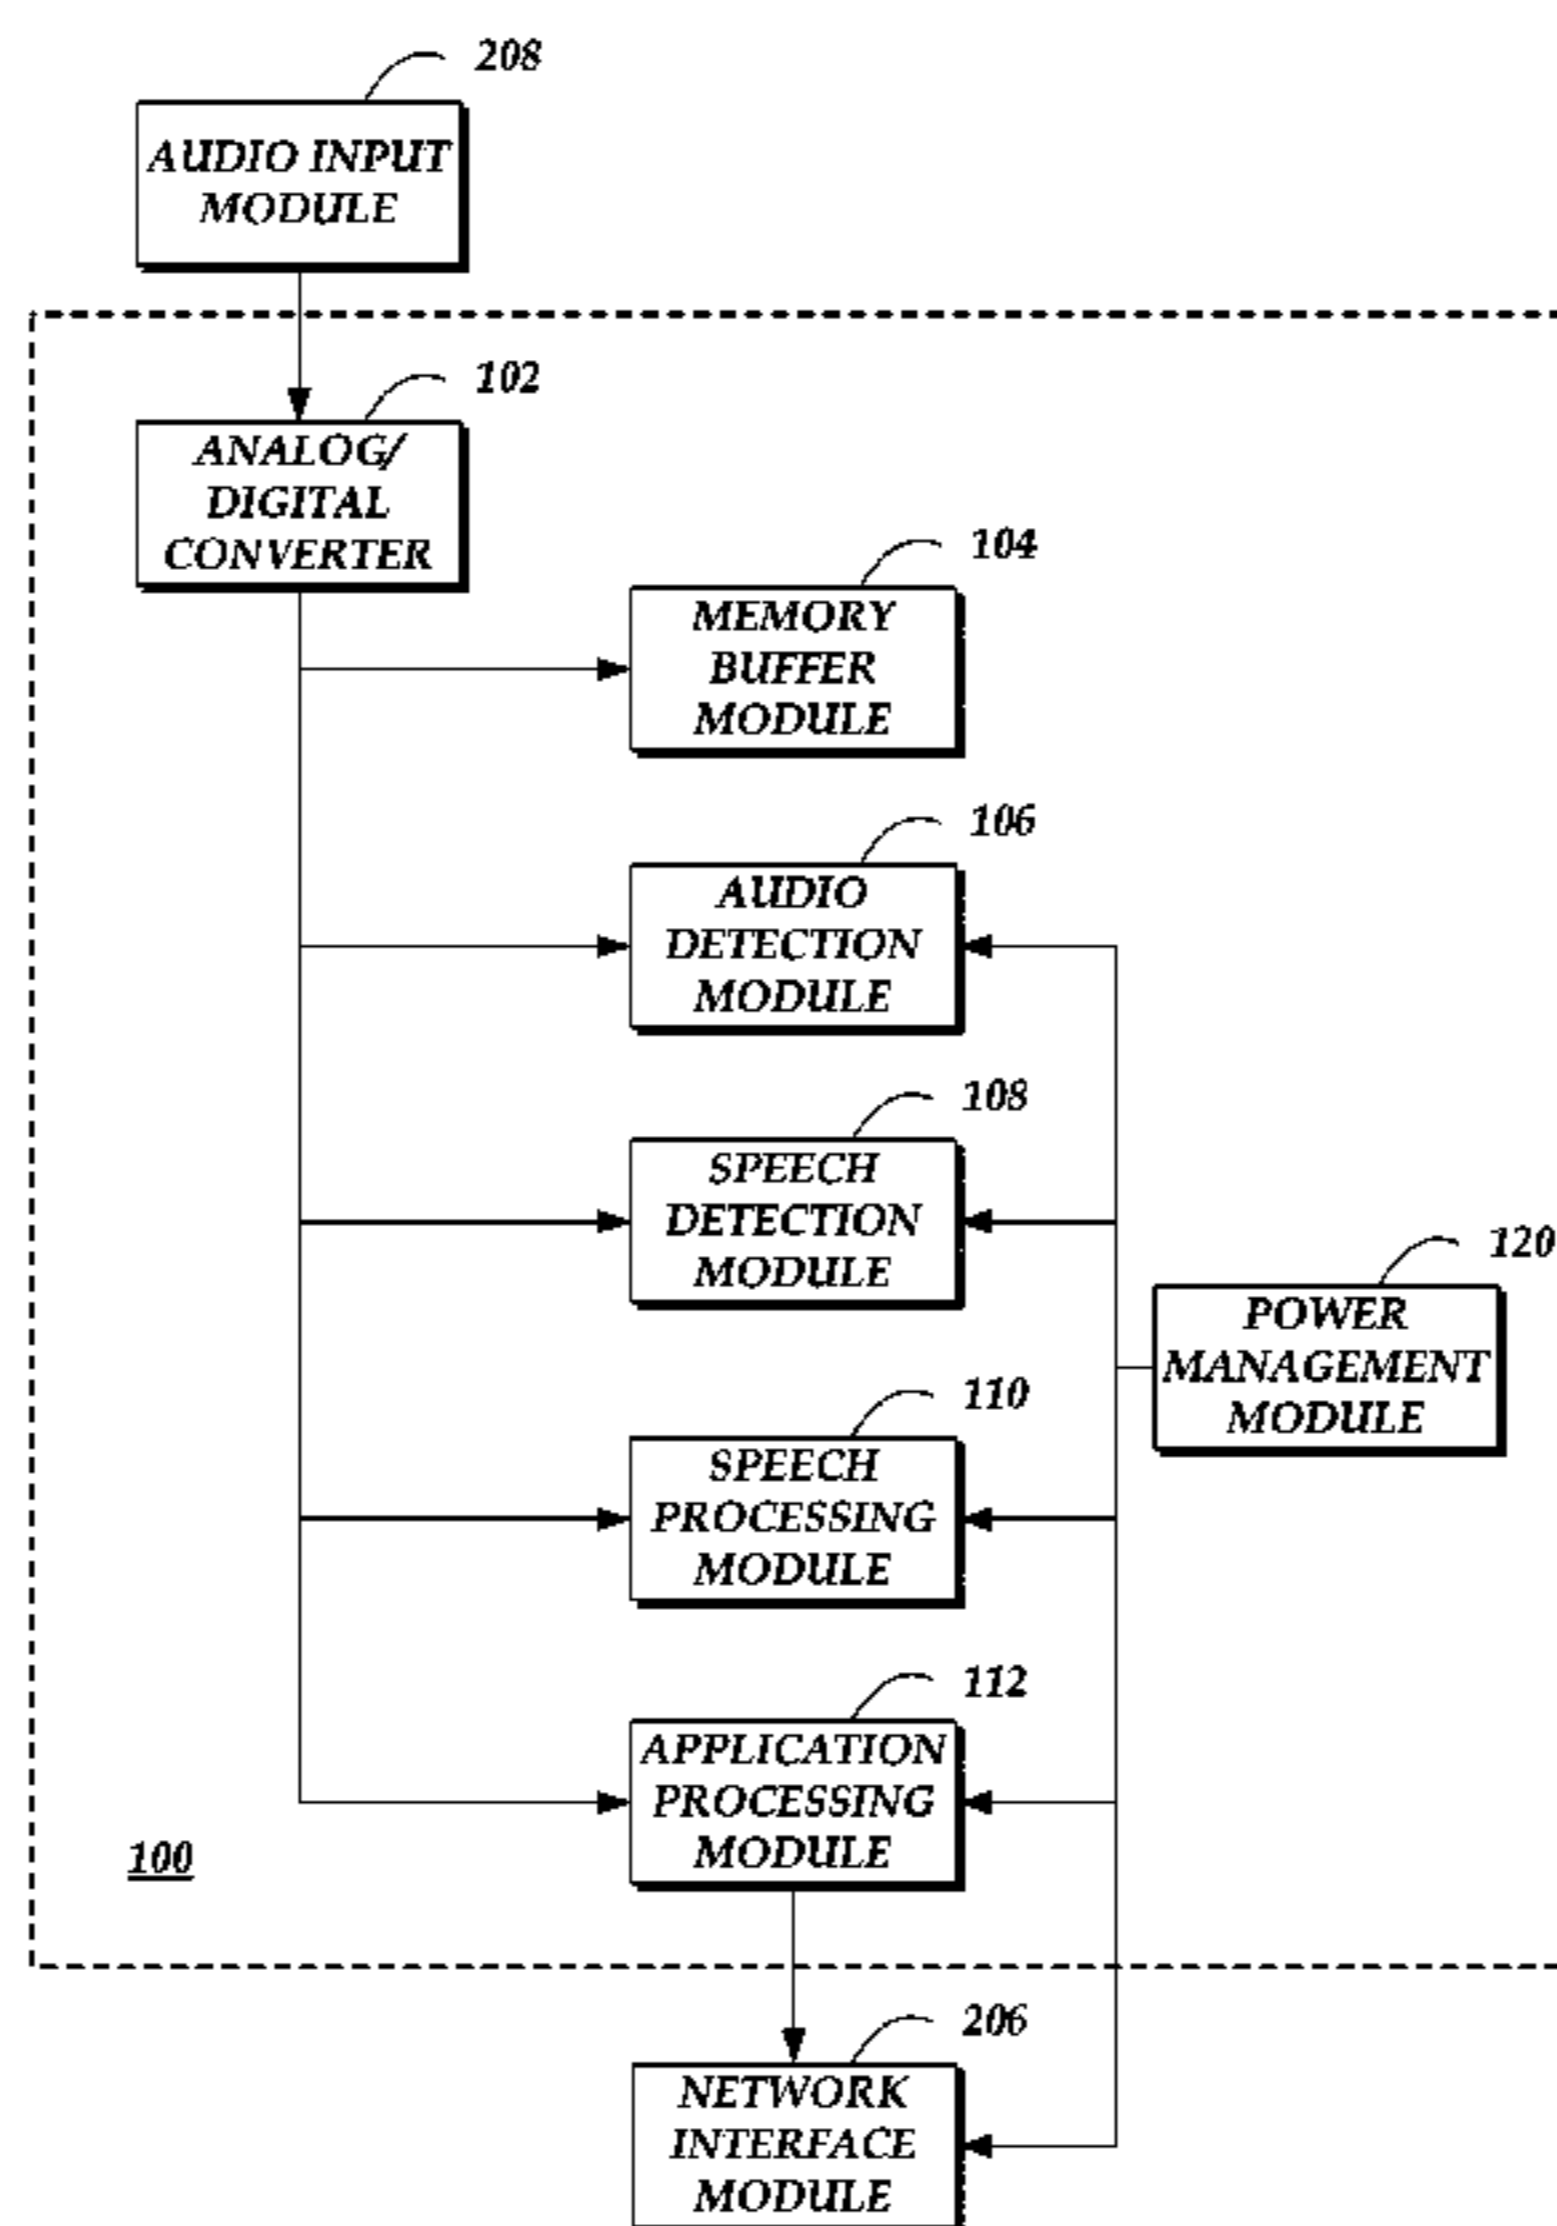 208
AUDIO INPUT
MODULE
102
ANALOG/
DIGITAL
CONVERTER
104
MEMORY
BUFFER
MODULE
106
AUDIO
DETECTION
MODULE
108
SPEECH
DETECTION
MODULE
120
POWER
MANAGEMENT
MODULE
110
SPEECH
PROCESSING
MODULE
112
APPLICATION
PROCESSING
MODULE
100
206
NETWORK
INTERFACE
MODULE